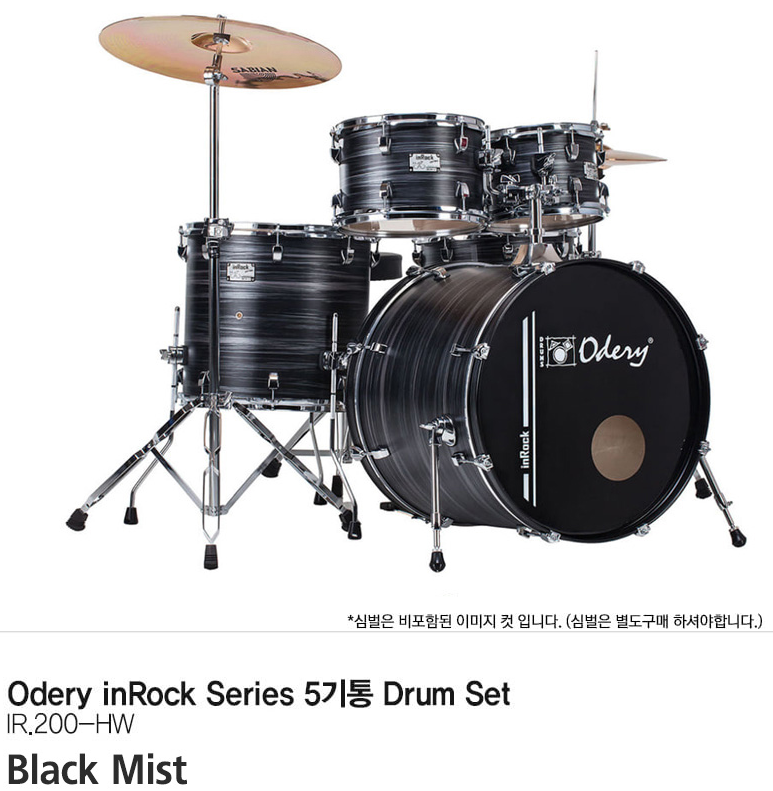 SABIAN
inRock
inRock
DRUMS
Odery®
inRock
*심벌은 비포함된 이미지 컷 입니다. (심벌은 별도구매 하셔야합니다.)
Odery inRock Series 5기통 Drum Set
IR.200-HW
Black Mist